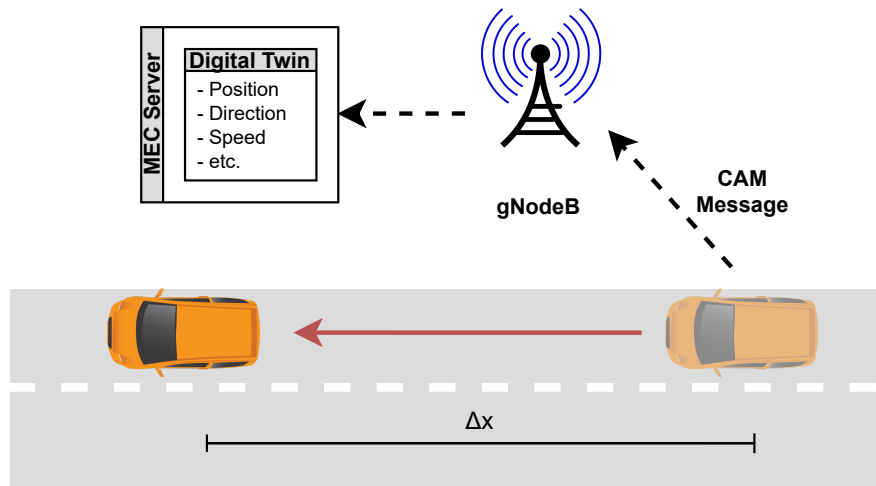 MEC Server
Digital Twin
- Position
- Direction
- Speed
- etc.
gNodeB
CAM
Message
Δx